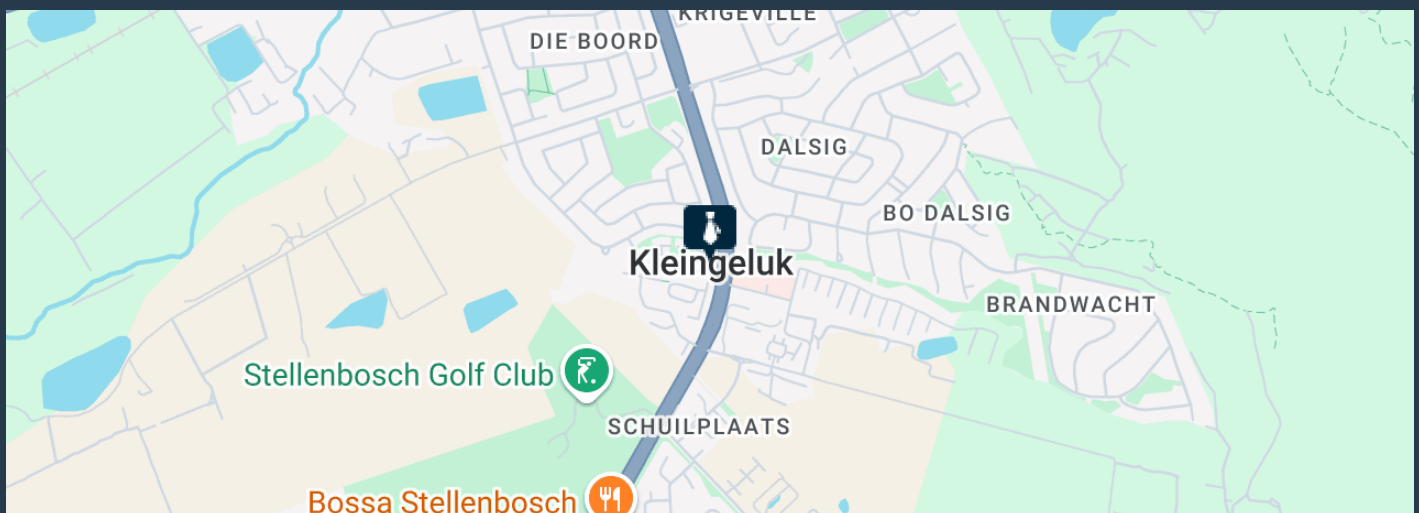 KRIGEVILLE
DIE BOORD
DALSIG
BO DALSIG
Kleingeluk
BRANDWACHT
Stellenbosch Golf Club
SCHUILPLAATS
Bossa Stellenbosch